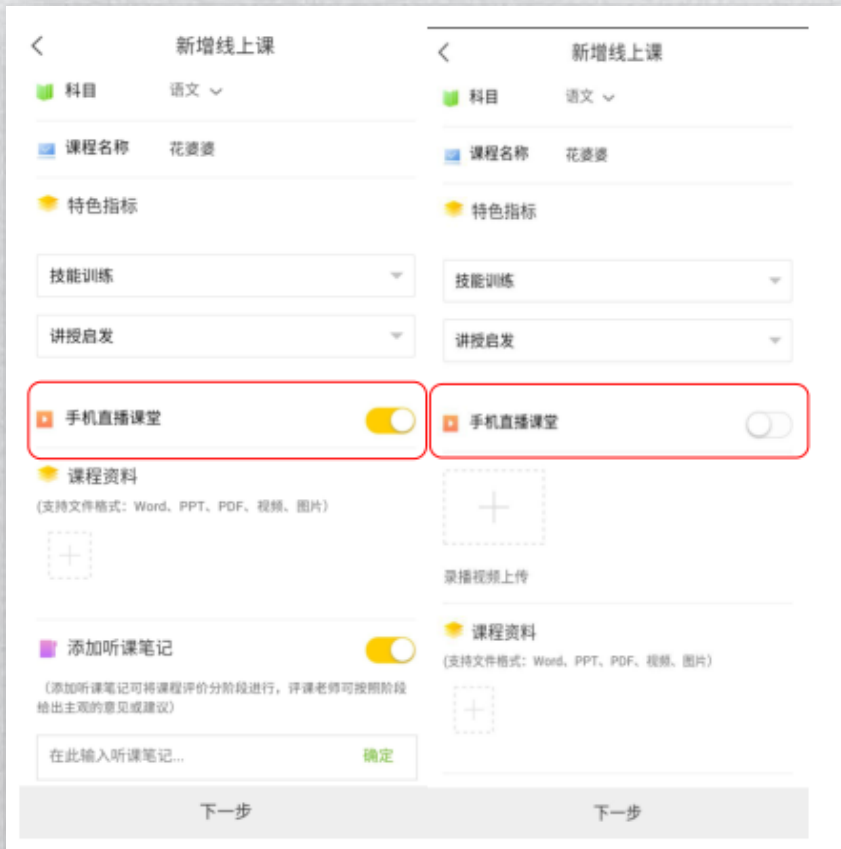 新增线上课
科目 语文
课程名称 花婆婆
特色指标
技能训练
讲授启发
手机直播课堂
课程资料
(支持文件格式：Word、PPT、PDF、视频、图片)
添加听课笔记
（添加听课笔记可将课程评价分阶段进行，评课老师可按照阶段
给出主观的意见或建议）
在此输入听课笔记... 确定
下一步
新增线上课
科目 语文
课程名称 花婆婆
特色指标
技能训练
讲授启发
手机直播课堂
录播视频上传
课程资料
(支持文件格式：Word、PPT、PDF、视频、图片)
下一步